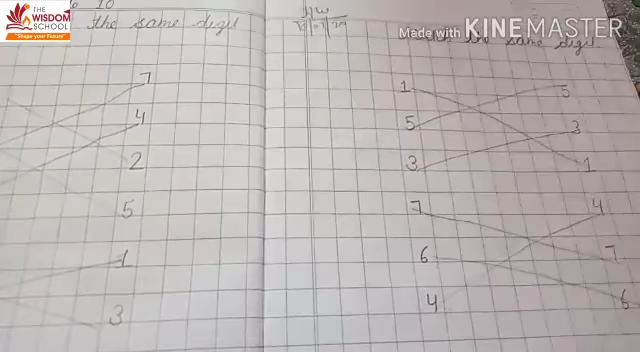 10
THE WISDOM SCHOOL
"Shape your Future"
Made with KINEMASTER
the same digit
the same digit
7
4
2
5
1
3
1 5
5 3
3 1
7 4
6 7
4 6